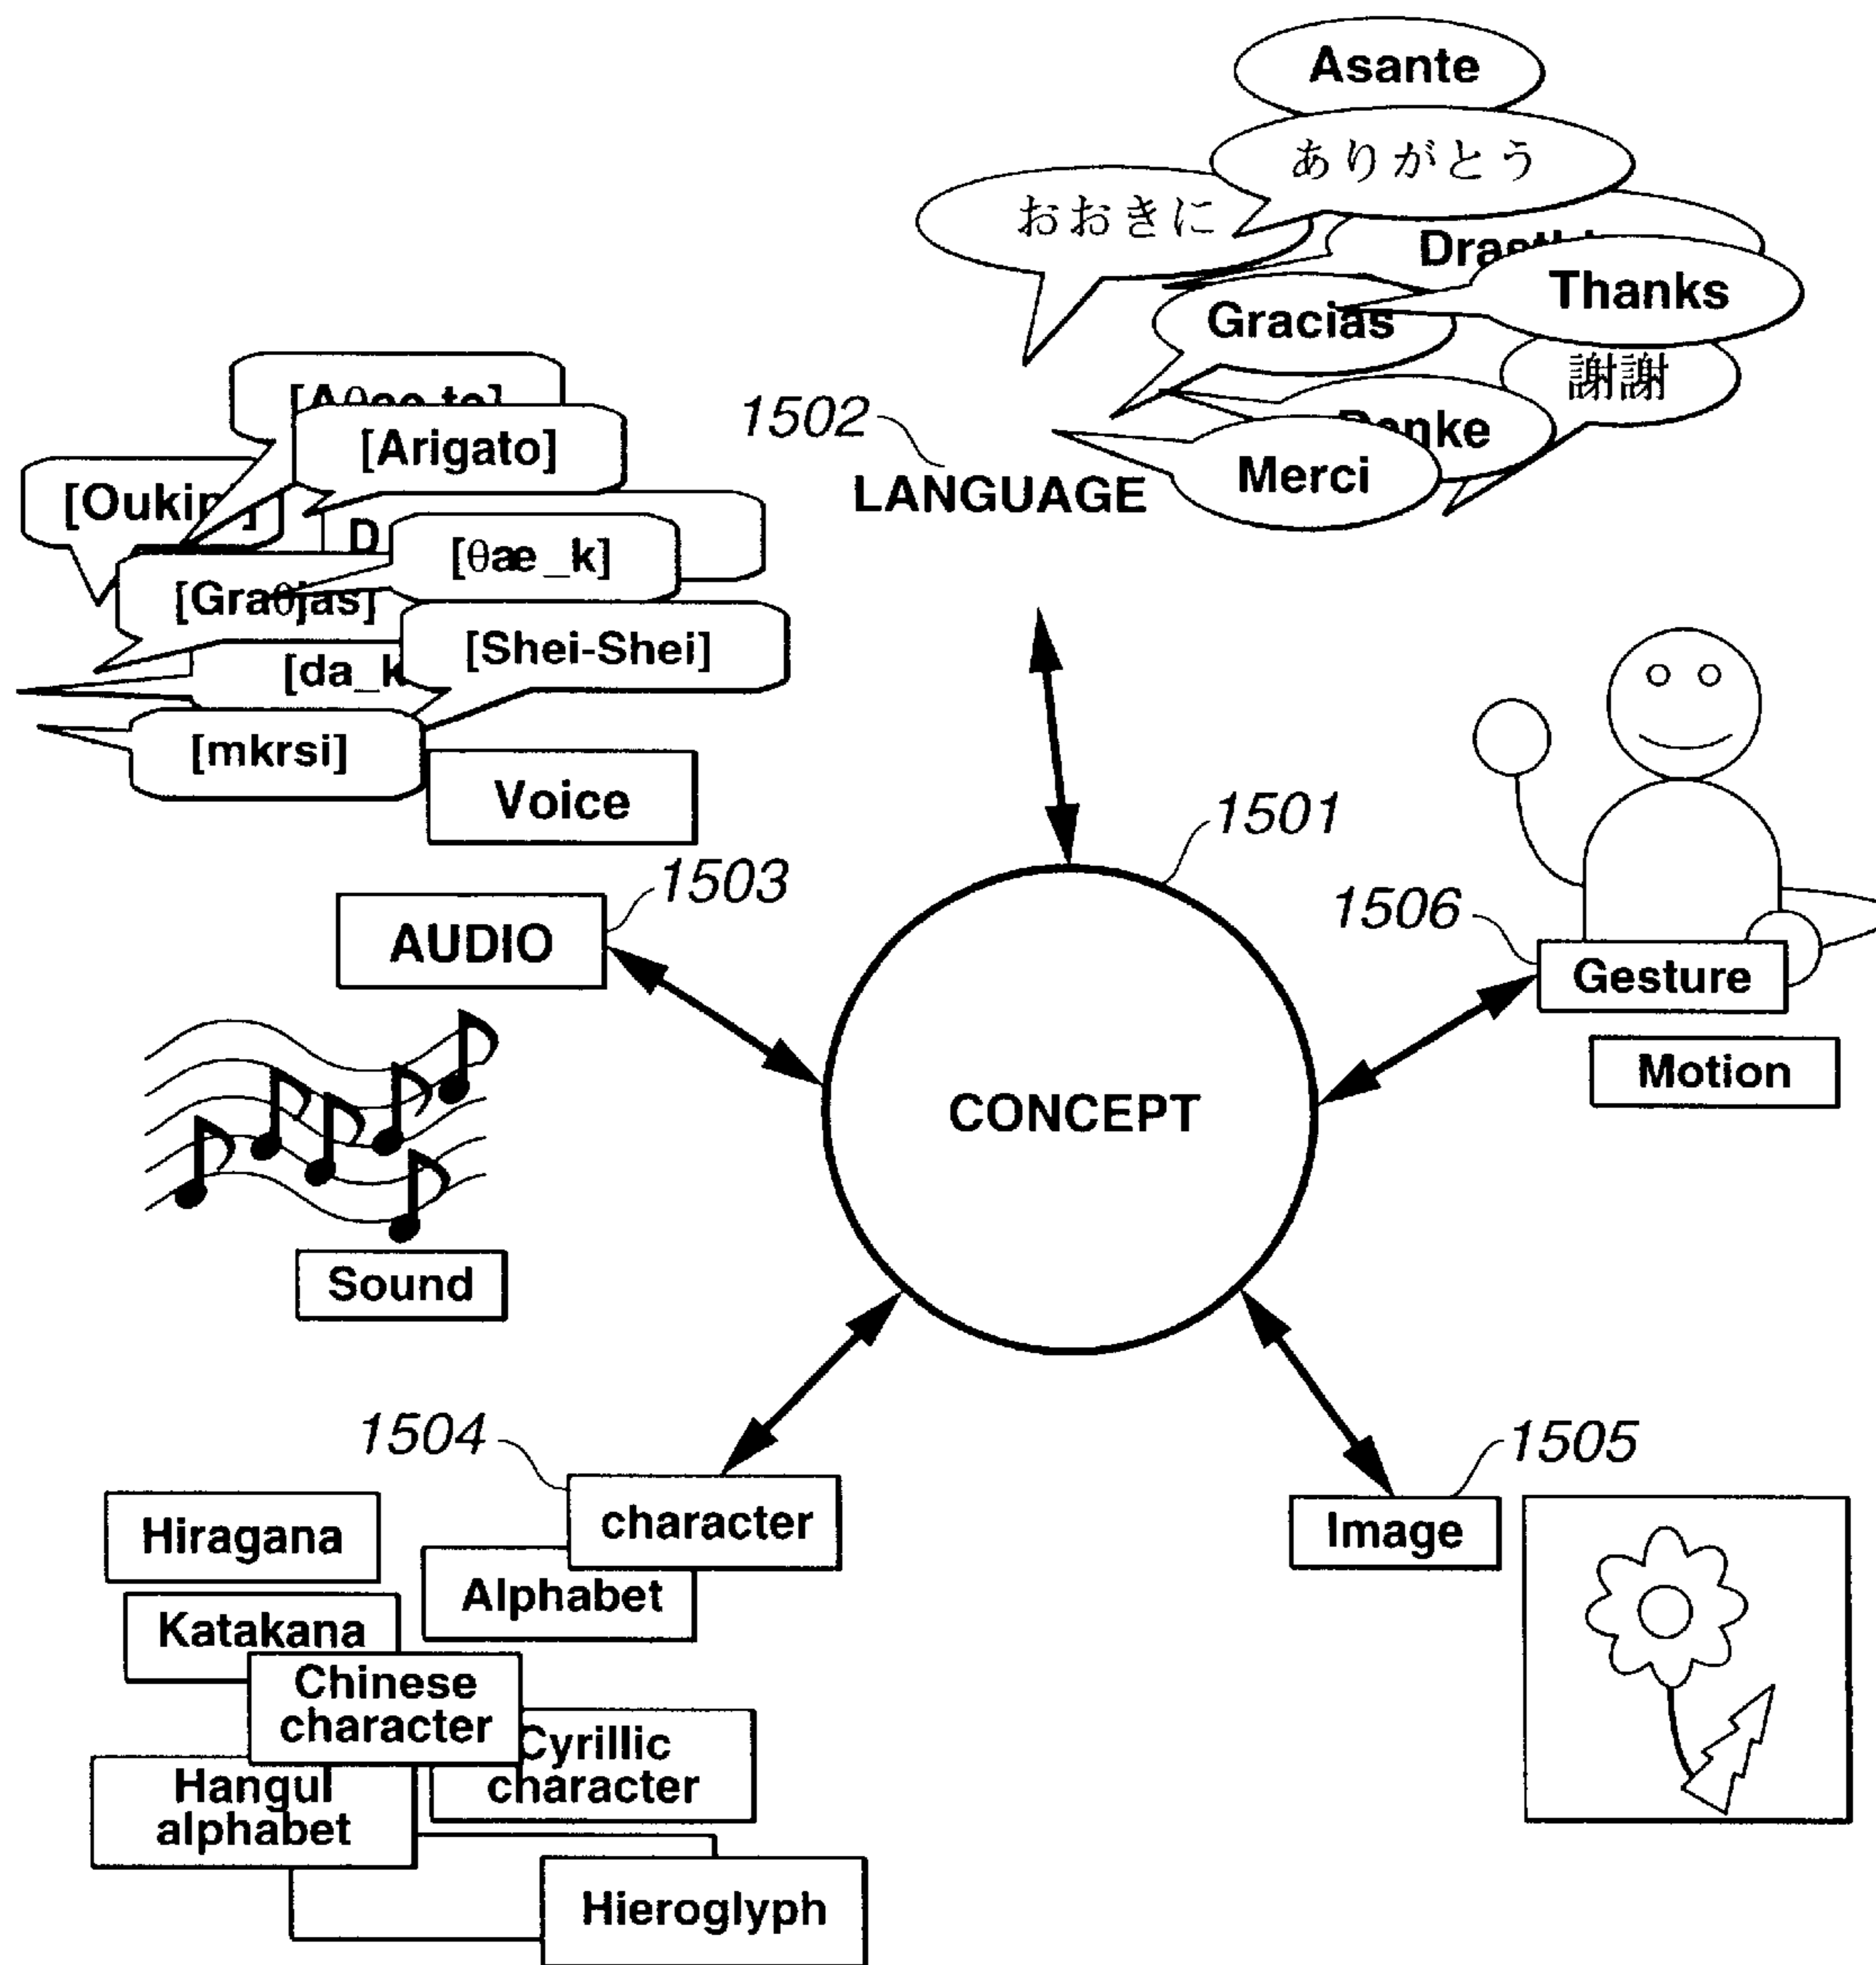 Asante
ありがとう
おおきに
Thanks
Gracias
謝謝
Merci
1502
LANGUAGE
[Arigato]
[θæ_k]
[Graθjas]
[Shei-Shei]
[da_k
[mkrsi]
Voice
1501
1503
AUDIO
1506
Gesture
Motion
CONCEPT
Sound
1504
character
1505
Image
Hiragana
Alphabet
Katakana
Chinese
character
Cyrillic
character
Hangul
alphabet
Hieroglyph